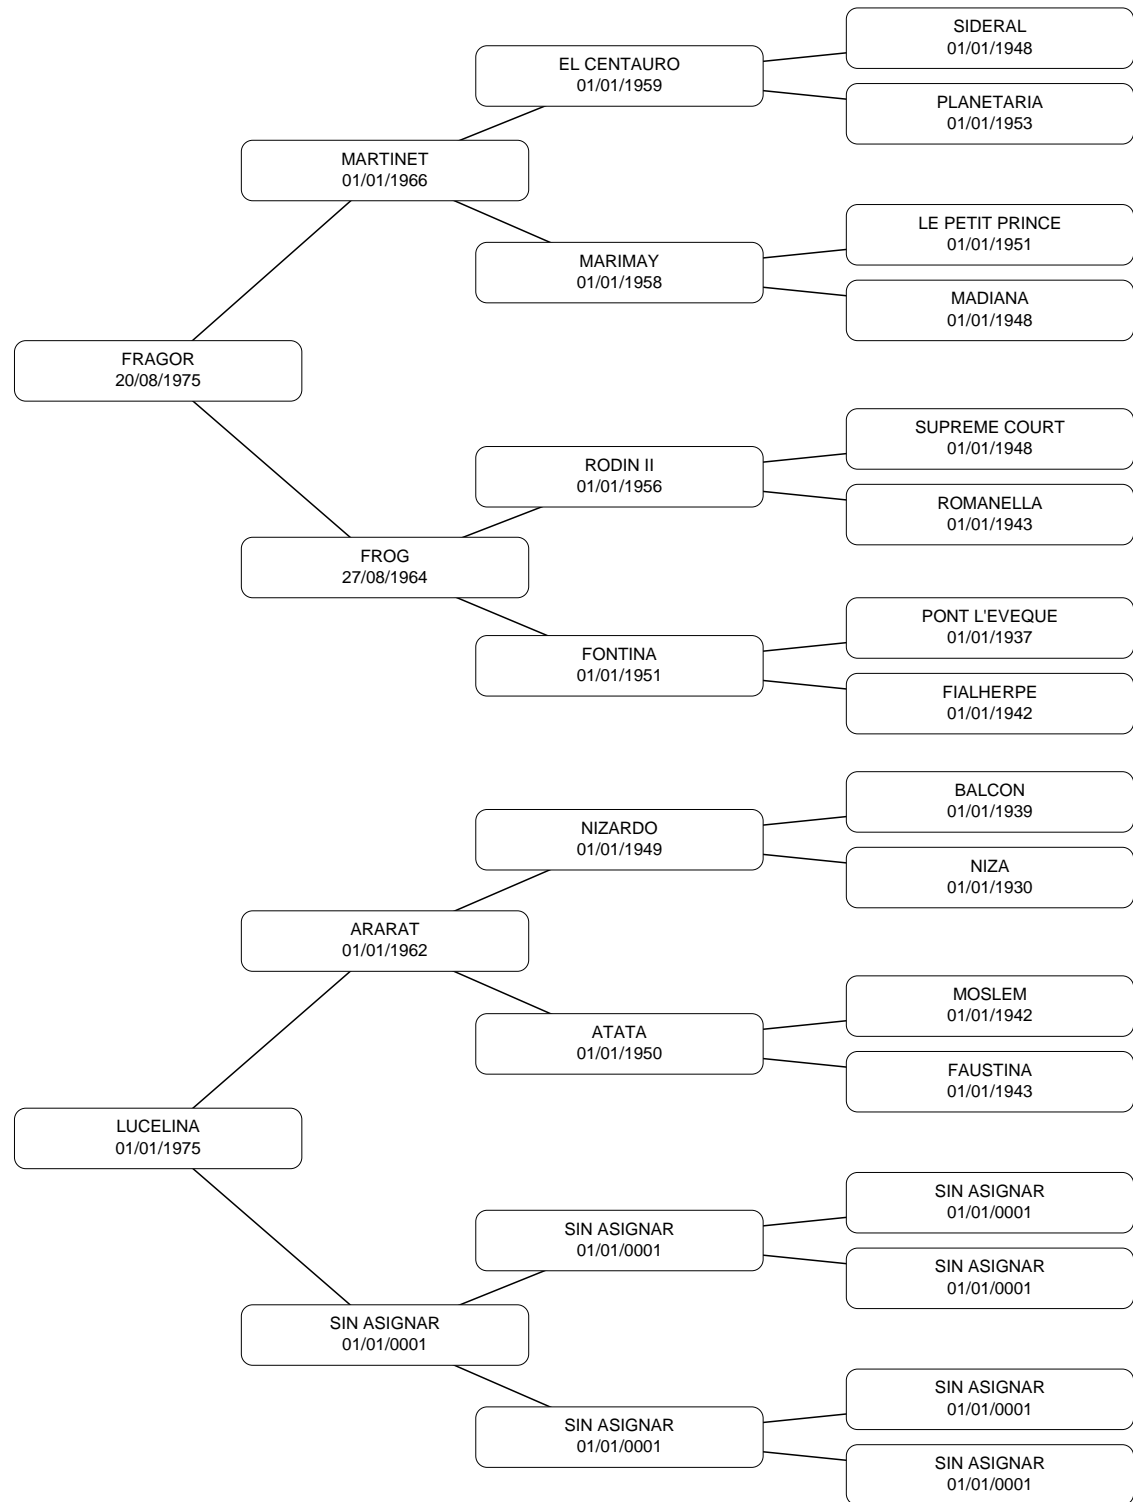 SIDERAL
01/01/1948
EL CENTAURO
01/01/1959
PLANETARIA
01/01/1953
MARTINET
01/01/1966
LE PETIT PRINCE
01/01/1951
MARIMAY
01/01/1958
MADIANA
01/01/1948
FRAGOR
20/08/1975
SUPREME COURT
01/01/1948
RODIN II
01/01/1956
ROMANELLA
01/01/1943
FROG
27/08/1964
PONT L'EVEQUE
01/01/1937
FONTINA
01/01/1951
FIALHERPE
01/01/1942
BALCON
01/01/1939
NIZARDO
01/01/1949
NIZA
01/01/1930
ARARAT
01/01/1962
MOSLEM
01/01/1942
ATATA
01/01/1950
FAUSTINA
01/01/1943
LUCELINA
01/01/1975
SIN ASIGNAR
01/01/0001
SIN ASIGNAR
01/01/0001
SIN ASIGNAR
01/01/0001
SIN ASIGNAR
01/01/0001
SIN ASIGNAR
01/01/0001
SIN ASIGNAR
01/01/0001
SIN ASIGNAR
01/01/0001